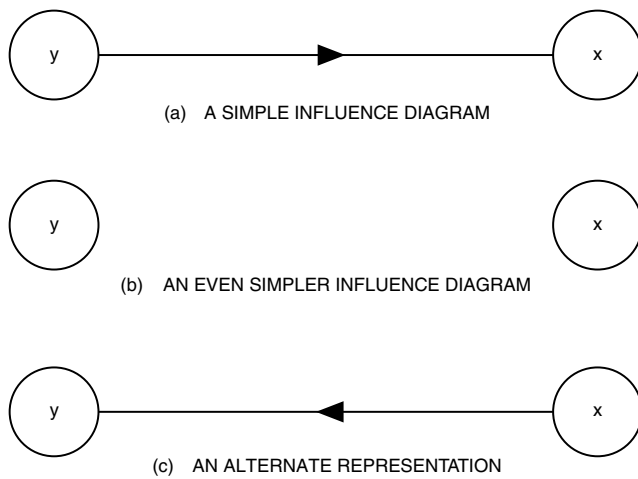 y x
(a) A SIMPLE INFLUENCE DIAGRAM
y x
(b) AN EVEN SIMPLER INFLUENCE DIAGRAM
y x
(c) AN ALTERNATE REPRESENTATION